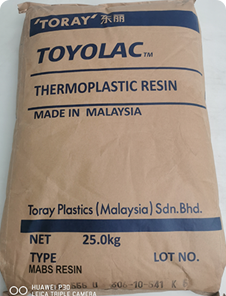 'TORAY' 东丽
TOYOLAC™
THERMOPLASTIC RESIN
MADE IN MALAYSIA
Toray Plastics (Malaysia) Sdn. Bhd.
NET 25.0kg
TYPE LOT NO.
MABS RESIN
HUAWEI P30
LEICA TRIPLE CAMERA